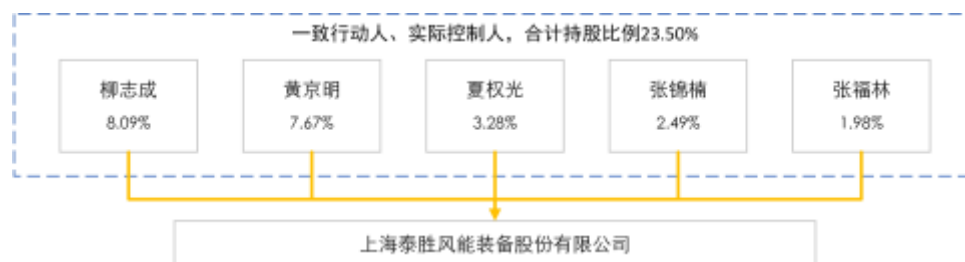 一致行动人、实际控制人，合计持股比例23.50%
柳志成 黄京明 夏权光 张锦楠 张福林
8.09% 7.67% 3.28% 2.49% 1.98%
上海泰胜风能装备股份有限公司